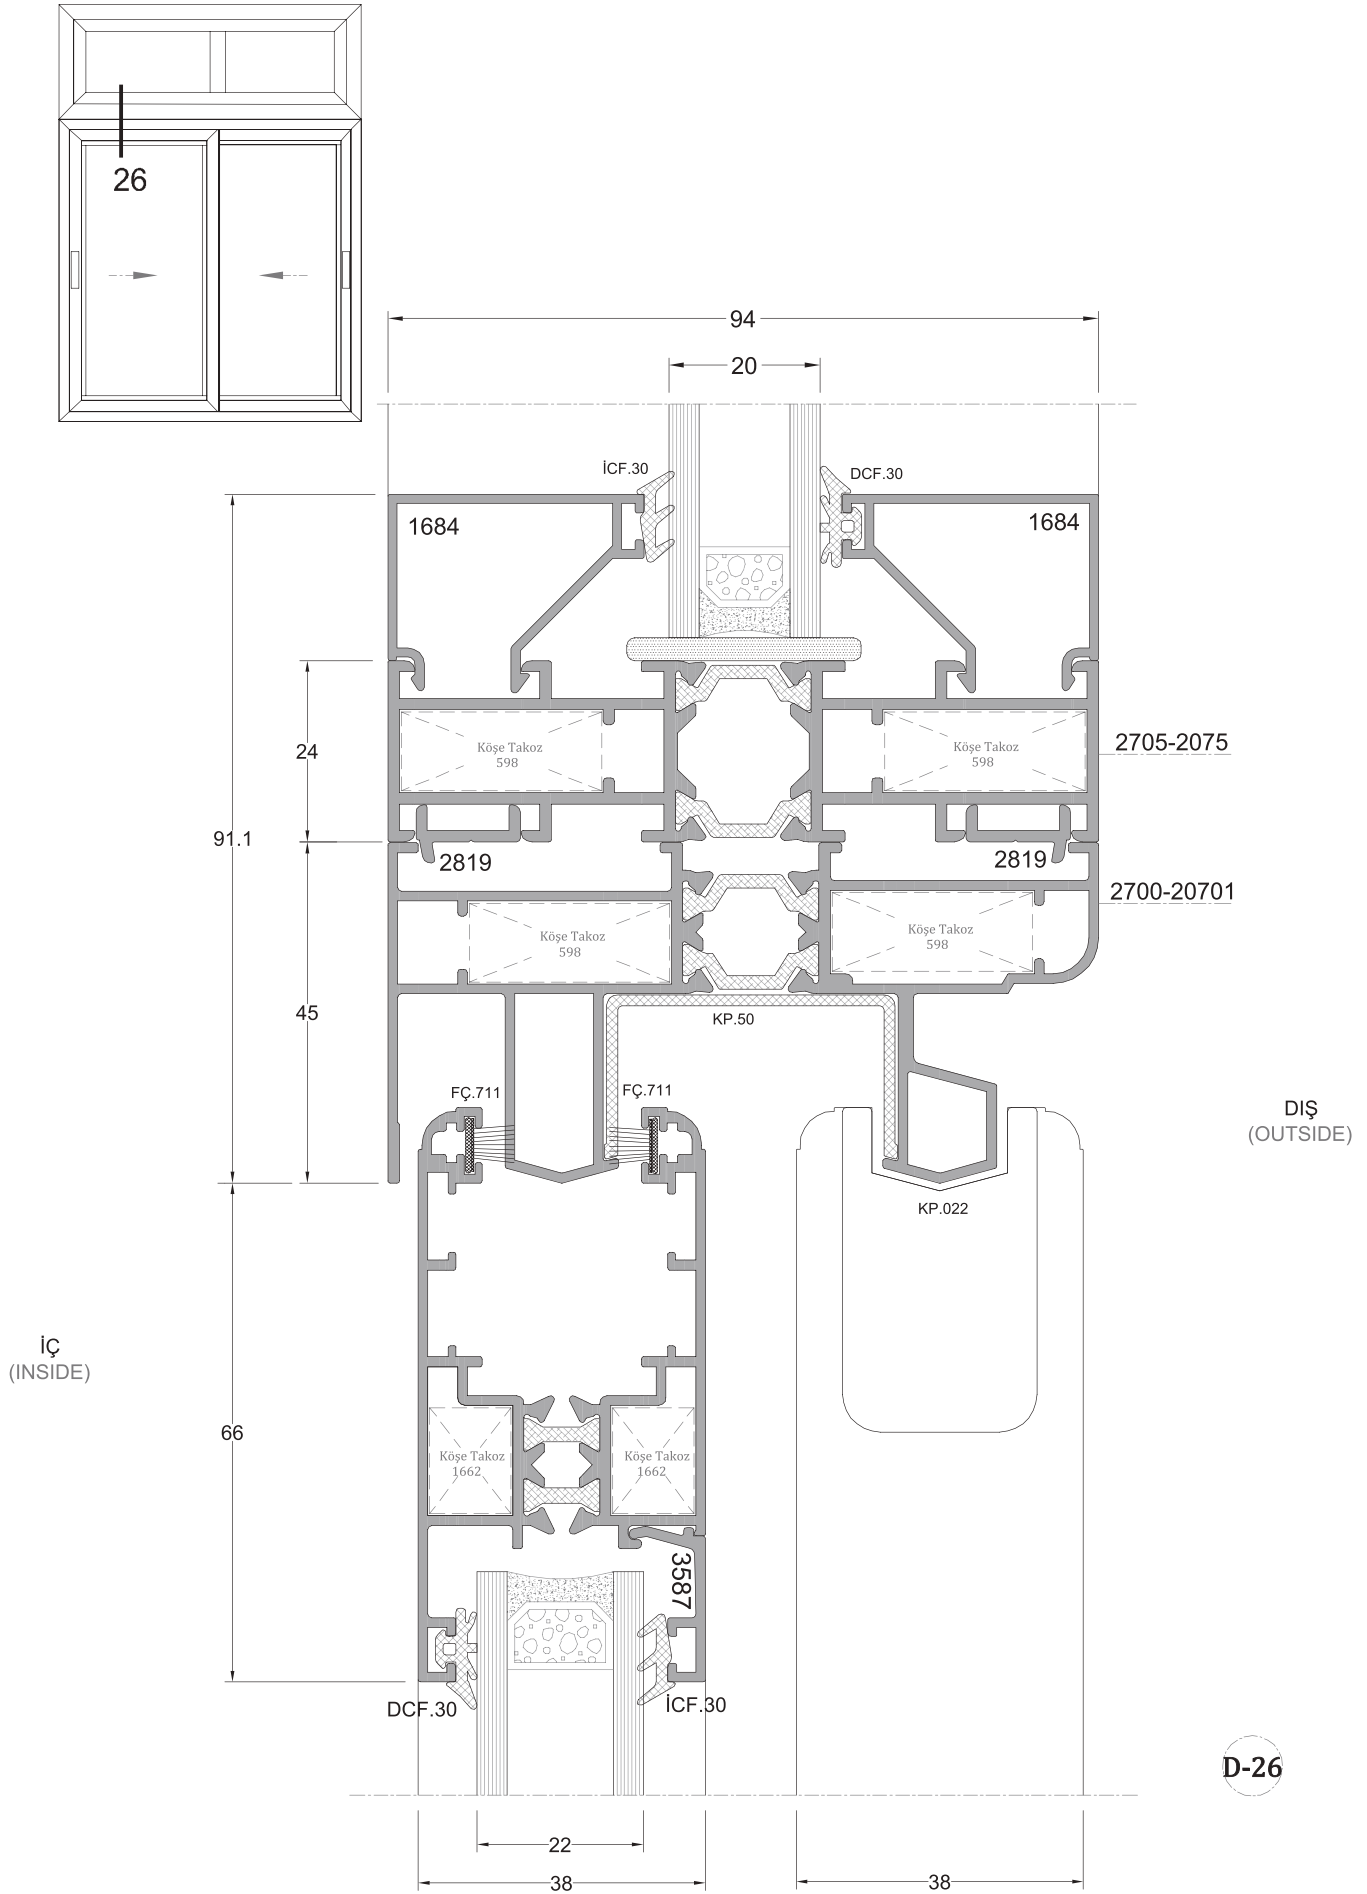 26
94
20
İCF.30
DCF.30
1684
1684
Köşe Takoz
598
Köşe Takoz
598
2705-2075
24
91.1
2819
2819
2700-20701
Köşe Takoz
598
Köşe Takoz
598
45
KP.50
FÇ.711
FÇ.711
DIŞ
(OUTSIDE)
KP.022
İÇ
(INSIDE)
66
Köşe Takoz
1662
Köşe Takoz
1662
3587
DCF.30
İCF.30
D-26
22
38
38